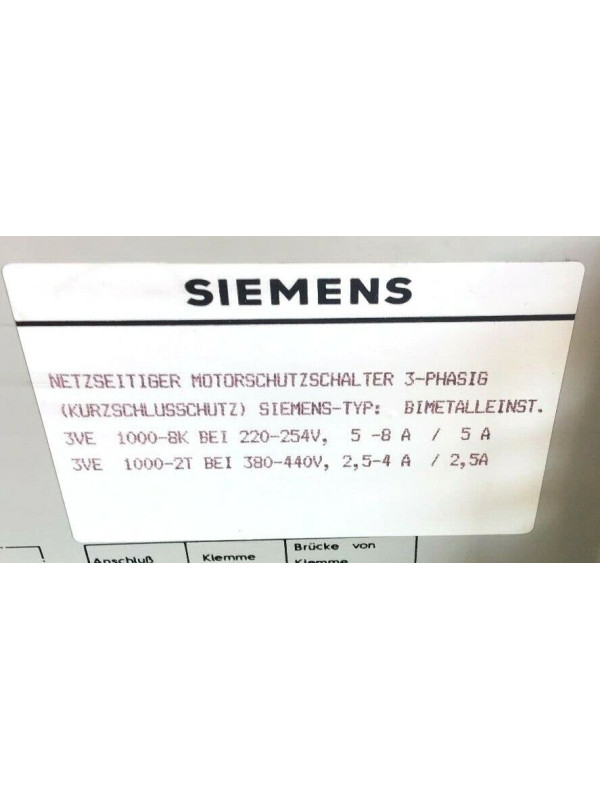 SIEMENS
NETZSEITIGER MOTORSCHUTZSCHALTER 3-PHASIG
(KURZSCHLUSSCHUTZ) SIEMENS-TYP: BIMETALLEINST.
3VE 1000-8K BEI 220-254V, 5 -8 A / 5 A
3VE 1000-2T BEI 380-440V, 2,5-4 A / 2,5A
Anschluß Klemme Brücke von
Klemme